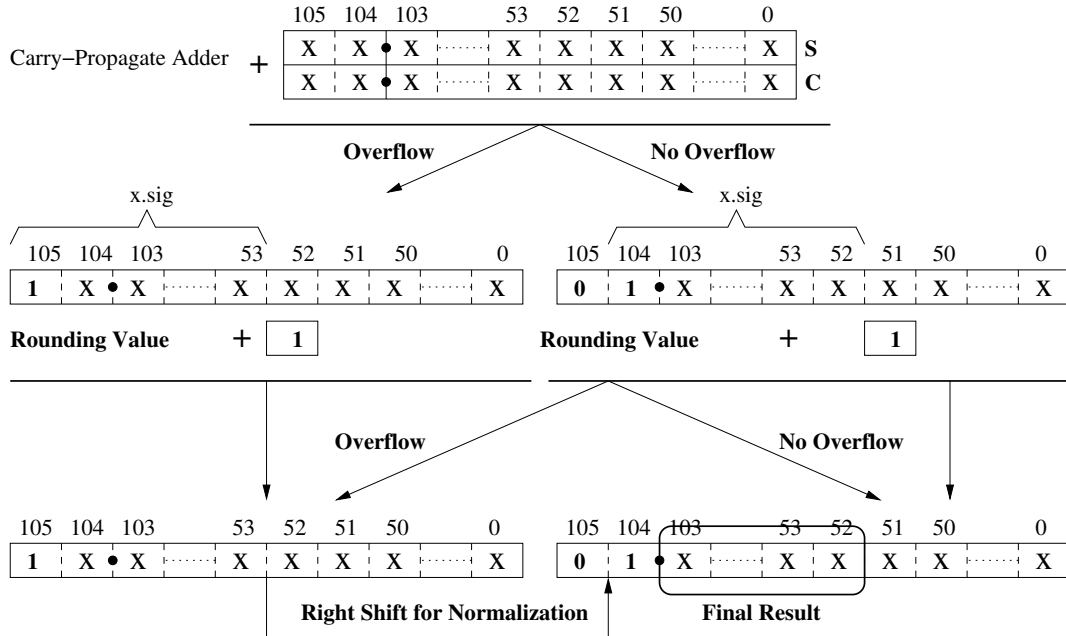 105 104 103 53 52 51 50 0
Carry−Propagate Adder + X X X X X X X X S
X X X X X X X X C
Overflow No Overflow
x.sig x.sig
105 104 103 53 52 51 50 0 105 104 103 53 52 51 50 0
1 X X X X X X X 0 1 X X X X X X
Rounding Value + 1 Rounding Value + 1
Overflow No Overflow
105 104 103 53 52 51 50 0 105 104 103 53 52 51 50 0
1 X X X X X X X 0 1 X X X X X X
Right Shift for Normalization Final Result